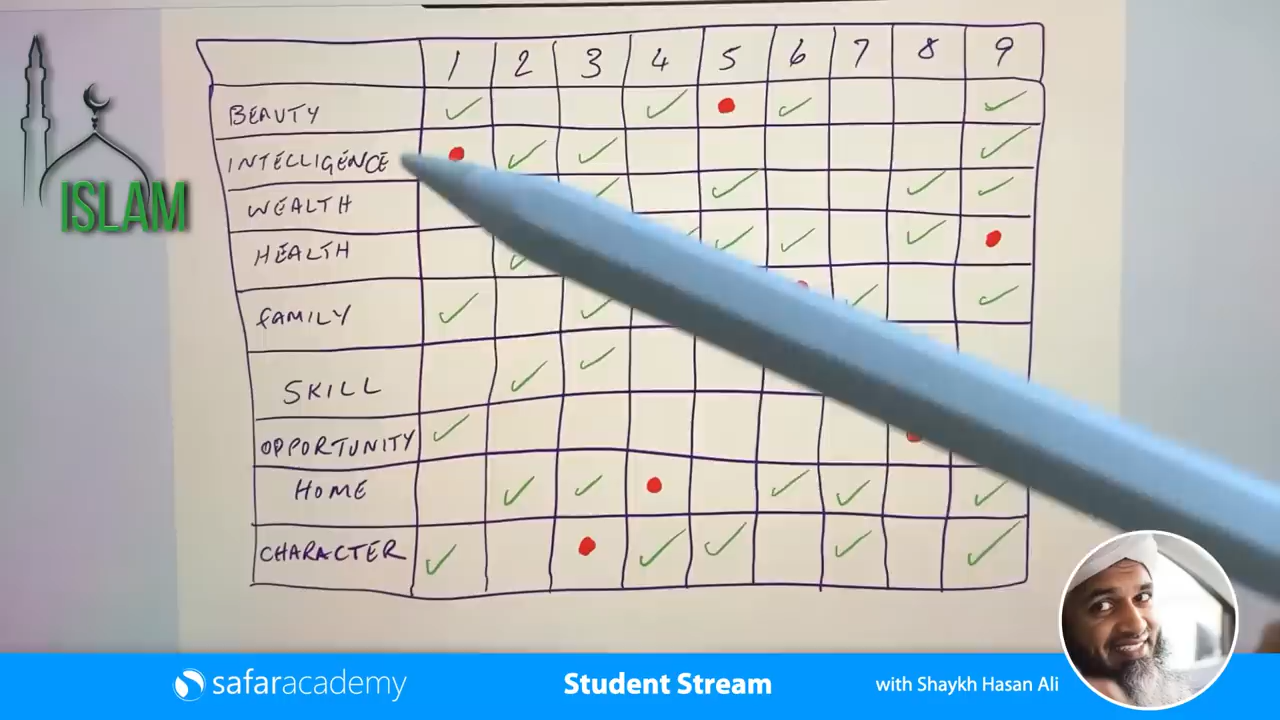 1 2 3 4 5 6 7 8 9
BEAUTY
INTELLIGENCE
WEALTH
HEALTH
FAMILY
SKILL
OPPORTUNITY
HOME
CHARACTER
ISLAM
safaracademy
Student Stream
with Shaykh Hasan Ali